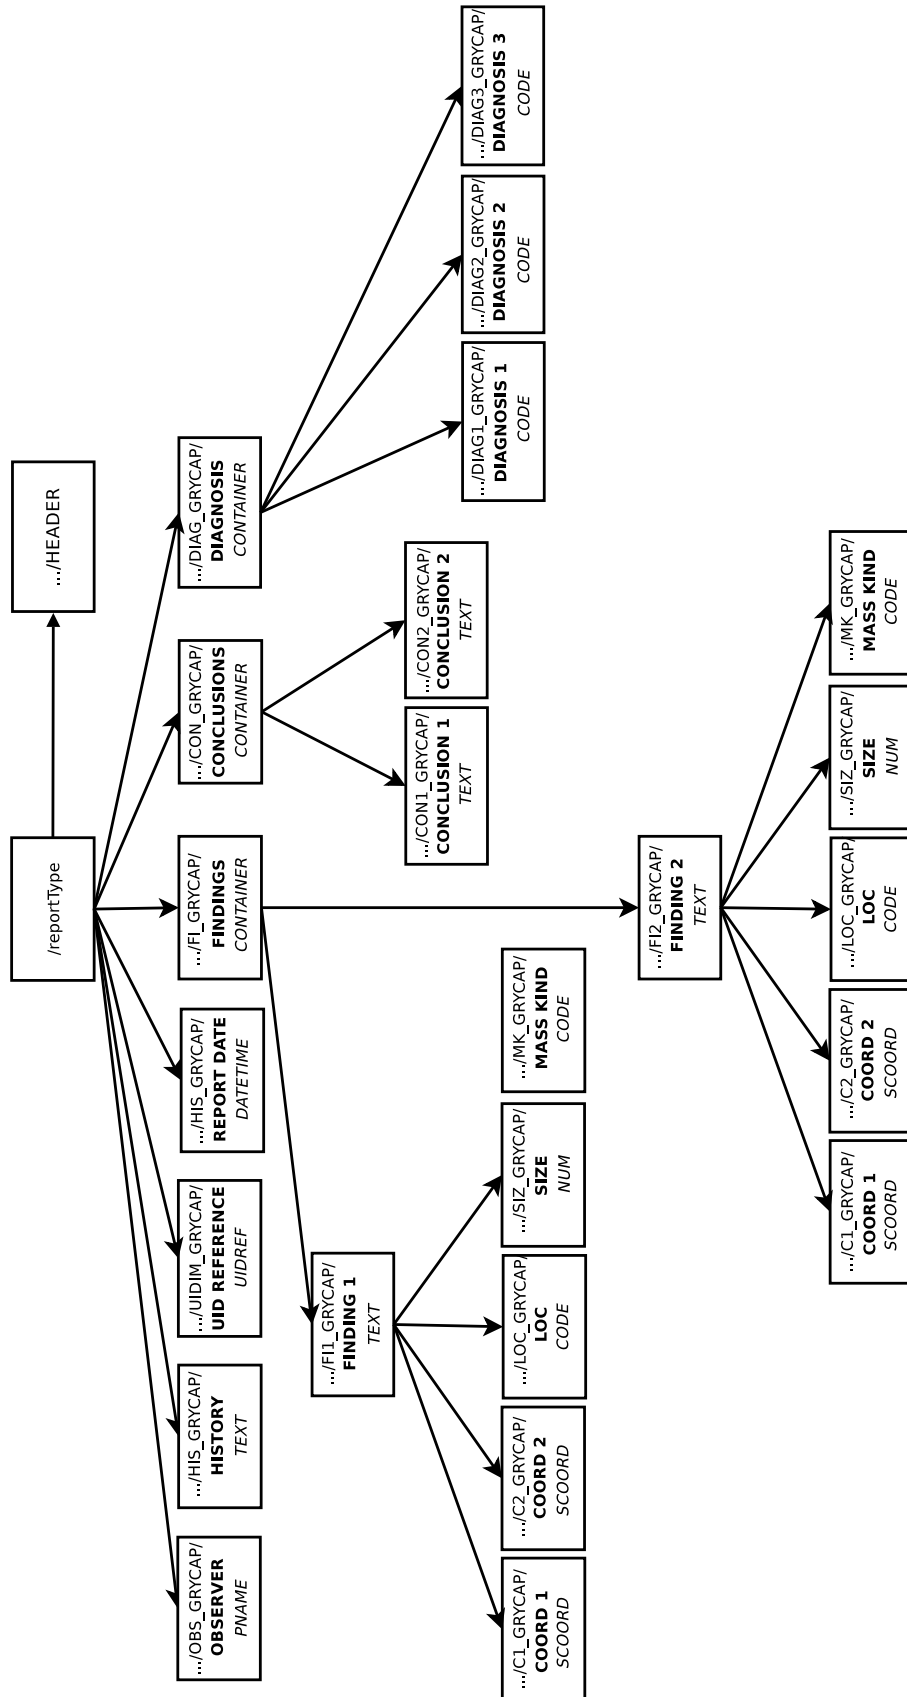 /reportType
.../HEADER
.../OBS_GRYCAP/
OBSERVER
PNAME
.../HIS_GRYCAP/
HISTORY
TEXT
.../UIDIM_GRYCAP/
UID REFERENCE
UIDREF
.../HIS_GRYCAP/
REPORT DATE
DATETIME
.../FI_GRYCAP/
FINDINGS
CONTAINER
.../CON_GRYCAP/
CONCLUSIONS
CONTAINER
.../DIAG_GRYCAP/
DIAGNOSIS
CONTAINER
.../FI1_GRYCAP/
FINDING 1
TEXT
.../CON1_GRYCAP/
CONCLUSION 1
TEXT
.../CON2_GRYCAP/
CONCLUSION 2
TEXT
.../DIAG1_GRYCAP/
DIAGNOSIS 1
CODE
.../DIAG2_GRYCAP/
DIAGNOSIS 2
CODE
.../DIAG3_GRYCAP/
DIAGNOSIS 3
CODE
.../C1_GRYCAP/
COORD 1
SCOORD
.../C2_GRYCAP/
COORD 2
SCOORD
.../LOC_GRYCAP/
LOC
CODE
.../SIZ_GRYCAP/
SIZE
NUM
.../MK_GRYCAP/
MASS KIND
CODE
.../FI2_GRYCAP/
FINDING 2
TEXT
.../C1_GRYCAP/
COORD 1
SCOORD
.../C2_GRYCAP/
COORD 2
SCOORD
.../LOC_GRYCAP/
LOC
CODE
.../SIZ_GRYCAP/
SIZE
NUM
.../MK_GRYCAP/
MASS KIND
CODE